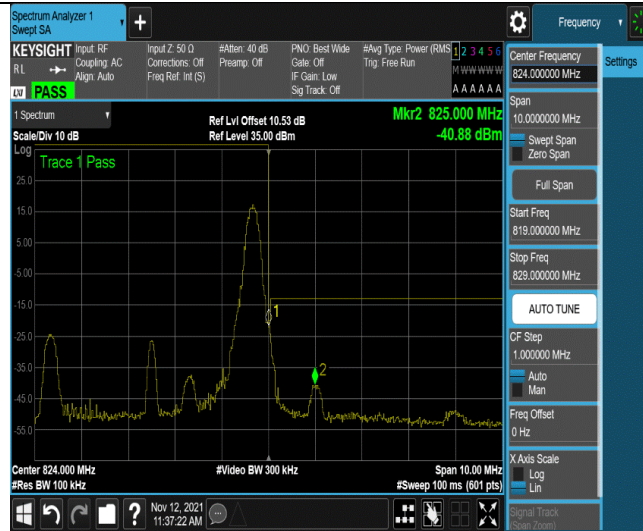 Spectrum Analyzer 1
Swept SA
+
Frequency
KEYSIGHT
RL
LXI
PASS
Input: RF
Coupling: AC
Align: Auto
Input Z: 50 Ω
Corrections: Off
Freq Ref: Int (S)
#Atten: 40 dB
Preamp: Off
PNO: Best Wide
Gate: Off
IF Gain: Low
Sig Track: Off
#Avg Type: Power (RMS
Trig: Free Run
1 2 3 4 5 6
M W W W W W
A A A A A A
1 Spectrum
Scale/Div 10 dB
Ref Lvl Offset 10.53 dB
Ref Level 35.00 dBm
Mkr2 825.000 MHz
-40.88 dBm
Log
Trace 1 Pass
25.0
15.0
5.00
-5.00
-15.0
-25.0
-35.0
-45.0
-55.0
1
2
Center 824.000 MHz
#Res BW 100 kHz
#Video BW 300 kHz
Span 10.00 MHz
#Sweep 100 ms (601 pts)
Center Frequency
824.000000 MHz
Span
10.0000000 MHz
Swept Span
Zero Span
Full Span
Start Freq
819.000000 MHz
Stop Freq
829.000000 MHz
AUTO TUNE
CF Step
1.000000 MHz
Auto
Man
Freq Offset
0 Hz
X Axis Scale
Log
Lin
Signal Track
(Span Zoom)
Settings
?
Nov 12, 2021
11:37:22 AM